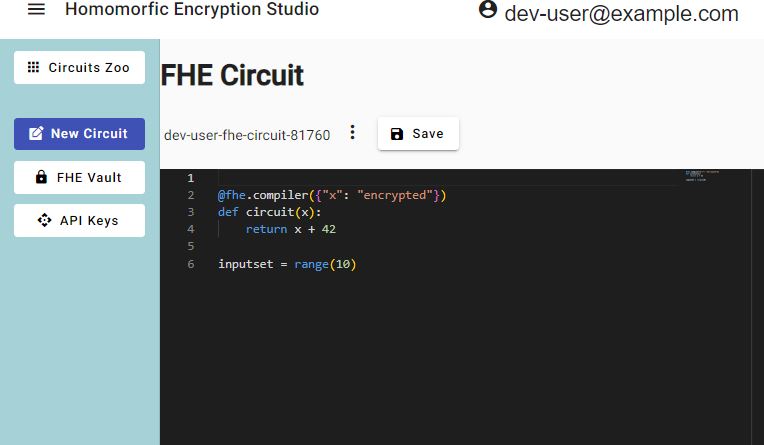 Homomorfic Encryption Studio
dev-user@example.com
Circuits Zoo
New Circuit
FHE Vault
API Keys
FHE Circuit
dev-user-fhe-circuit-81760
Save
1
2 @fhe.compiler({"x": "encrypted"})
3 def circuit(x):
4     return x + 42
5
6 inputset = range(10)